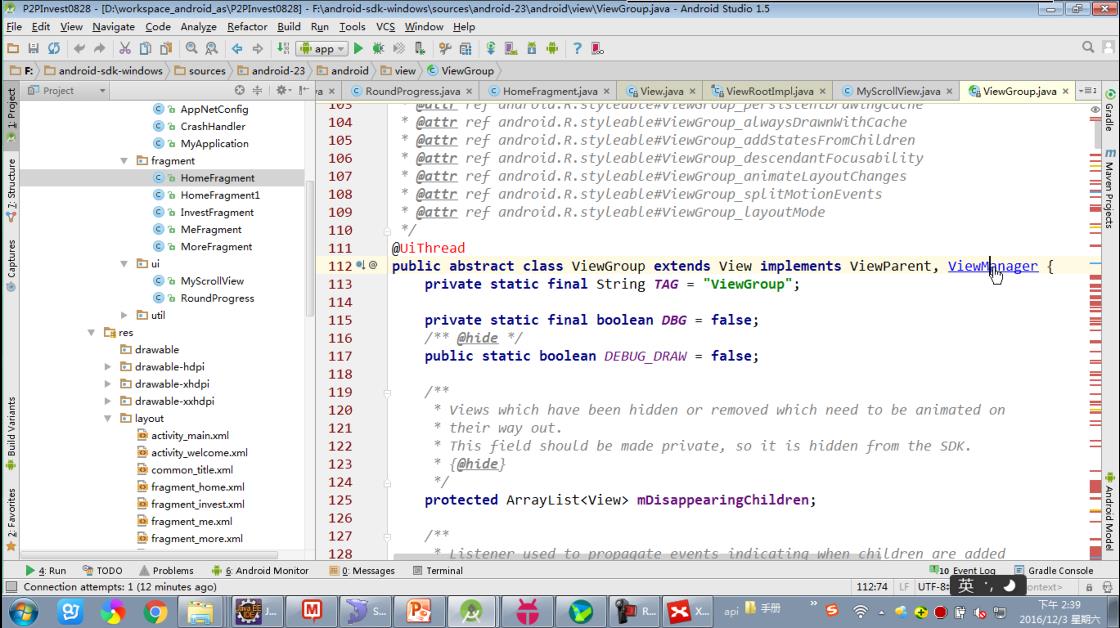 P2PInvest0828 - [D:\workspace_android_as\P2PInvest0828] - F:\android-sdk-windows\sources\android-23\android\view\ViewGroup.java - Android Studio 1.5
File Edit View Navigate Code Analyze Refactor Build Run Tools VCS Window Help
app
F: android-sdk-windows sources android-23 android view ViewGroup.java
Project
RoundProgress.java HomeFragment.java View.java ViewRootImpl.java MyScrollView.java ViewGroup.java
1: Project
7: Structure
Captures
Build Variants
2: Favorites
AppNetConfig
CrashHandler
MyApplication
fragment
HomeFragment
HomeFragment1
InvestFragment
MeFragment
MoreFragment
ui
MyScrollView
RoundProgress
util
res
drawable
drawable-hdpi
drawable-xhdpi
drawable-xxhdpi
layout
activity_main.xml
activity_welcome.xml
common_title.xml
fragment_home.xml
fragment_invest.xml
fragment_me.xml
fragment_more.xml
103 * @attr ref android.R.styleable#ViewGroup_persistentDrawingCache
104 * @attr ref android.R.styleable#ViewGroup_alwaysDrawnWithCache
105 * @attr ref android.R.styleable#ViewGroup_addStatesFromChildren
106 * @attr ref android.R.styleable#ViewGroup_descendantFocusability
107 * @attr ref android.R.styleable#ViewGroup_animateLayoutChanges
108 * @attr ref android.R.styleable#ViewGroup_splitMotionEvents
109 * @attr ref android.R.styleable#ViewGroup_layoutMode
110 */
111 @UiThread
112 public abstract class ViewGroup extends View implements ViewParent, ViewManager {
113 private static final String TAG = "ViewGroup";
114
115 private static final boolean DBG = false;
116 /** @hide */
117 public static boolean DEBUG_DRAW = false;
118
119 /**
120 * Views which have been hidden or removed which need to be animated on
121 * their way out.
122 * This field should be made private, so it is hidden from the SDK.
123 * {@hide}
124 */
125 protected ArrayList<View> mDisappearingChildren;
126
127 /**
128 * Listener used to propagate events indicating when children are added
Gradle
Maven Projects
Android Model
4: Run TODO Problems 6: Android Monitor 0: Messages Terminal 10 Event Log Gradle Console
Connection attempts: 1 (12 minutes ago) 112:74 LF UTF-8 英 context>
J... S... R... X... api 手册 下午 2:39
2016/12/3 星期六